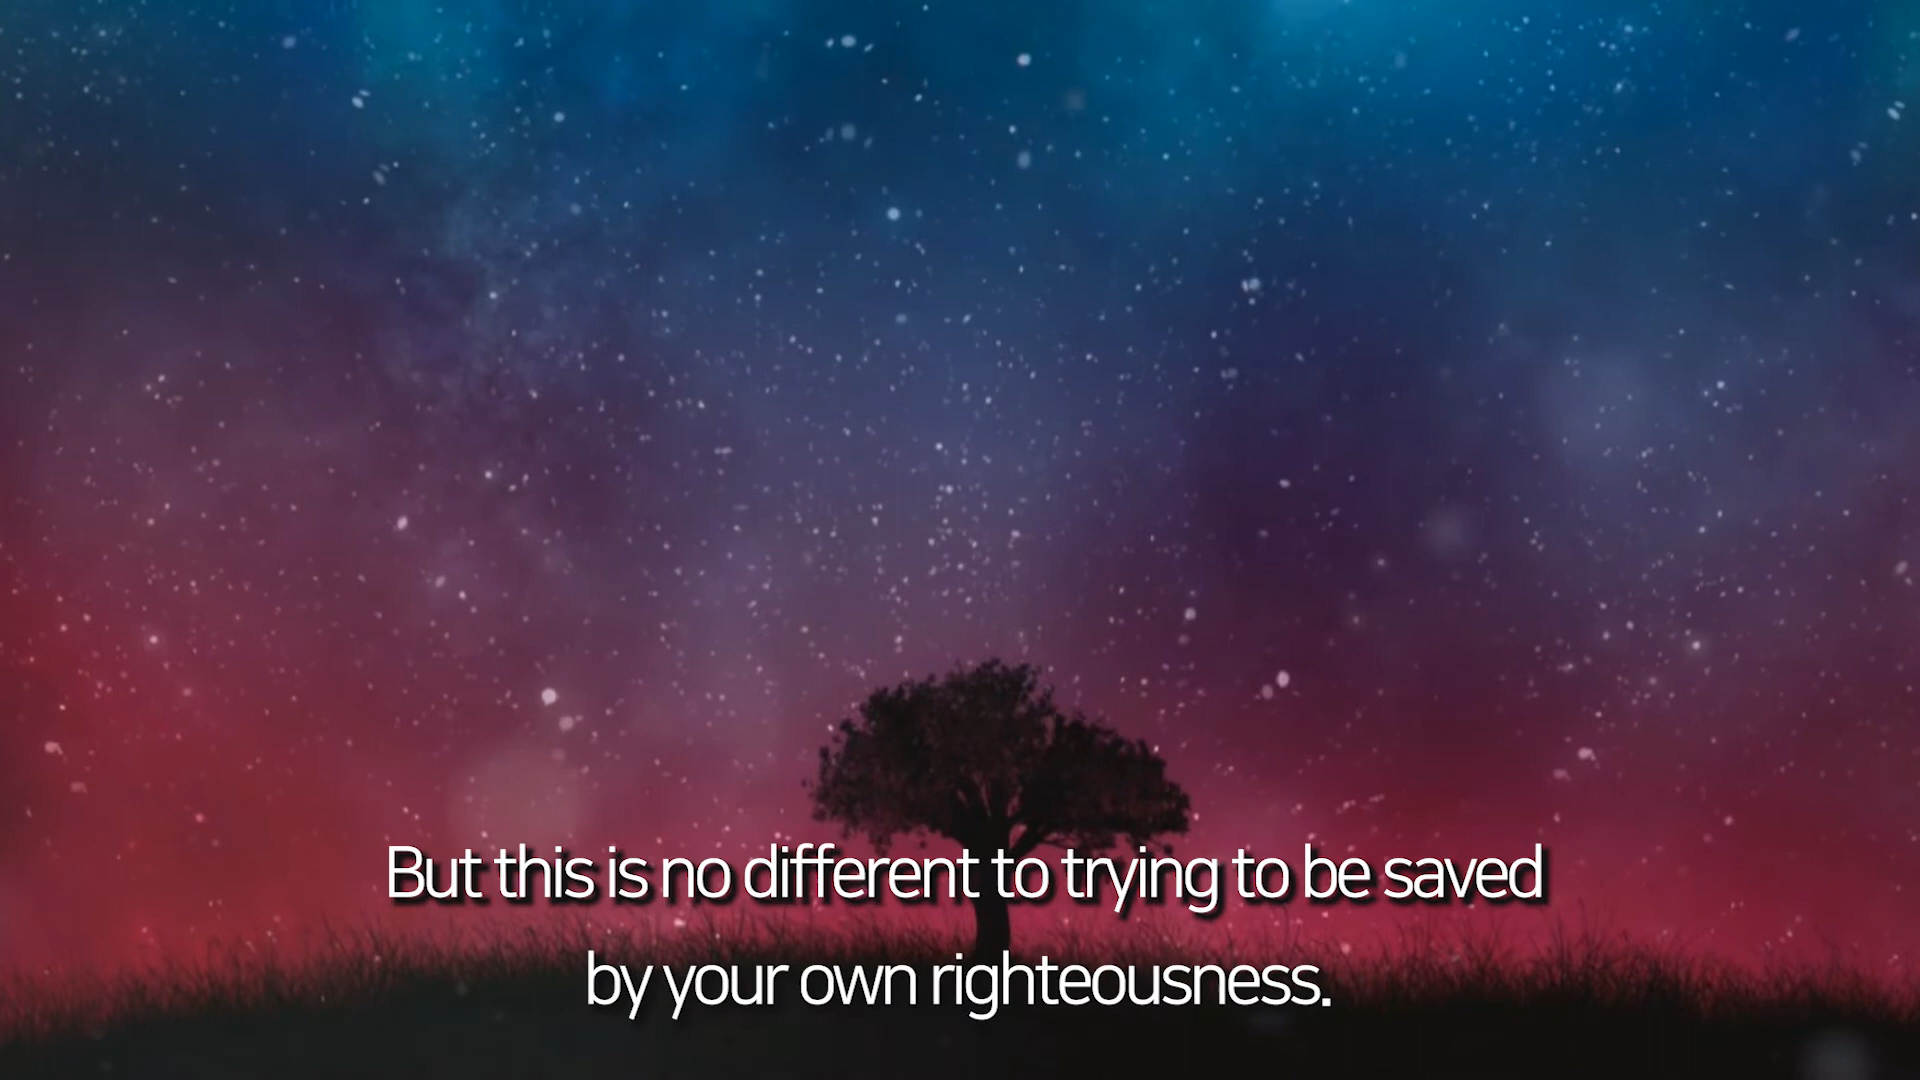 But this is no different to trying to be saved
by your own righteousness.